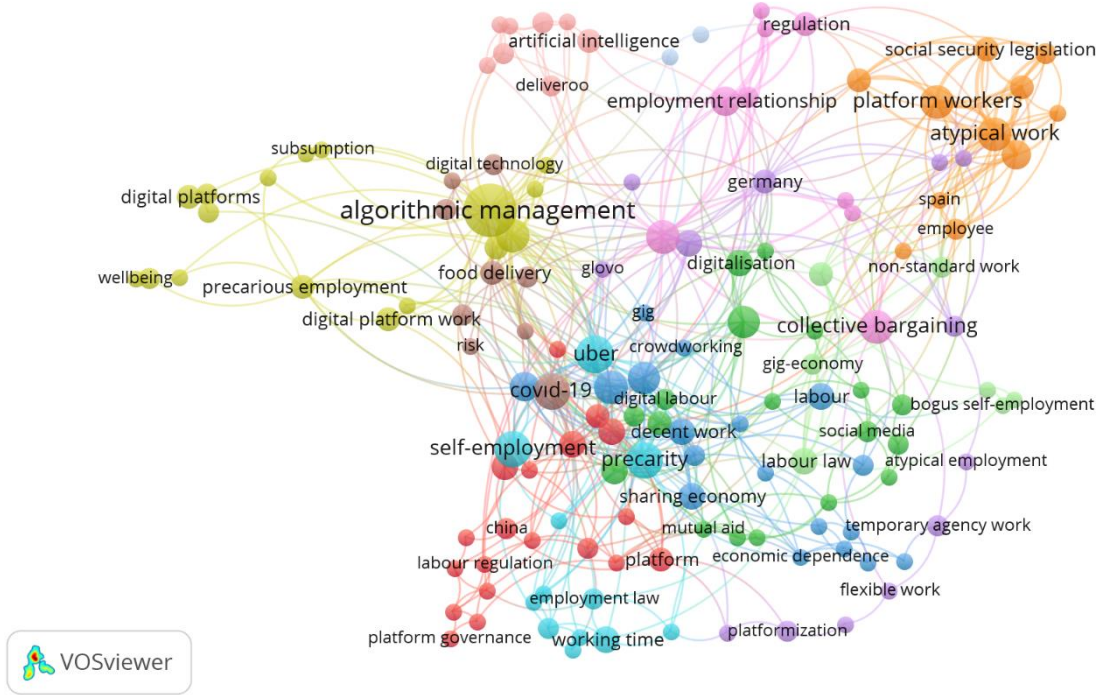 regulation
artificial intelligence
social security legislation
deliveroo
employment relationship
platform workers
atypical work
subsumption
digital technology
germany
digital platforms
algorithmic management
spain
employee
food delivery
glovo
digitalisation
non-standard work
wellbeing
precarious employment
digital platform work
gig
collective bargaining
risk
uber
crowdworking
gig-economy
covid-19
digital labour
labour
bogus self-employment
decent work
social media
self-employment
precarity
labour law
atypical employment
sharing economy
china
mutual aid
temporary agency work
labour regulation
platform
economic dependence
employment law
flexible work
platform governance
working time
platformization
VOSviewer